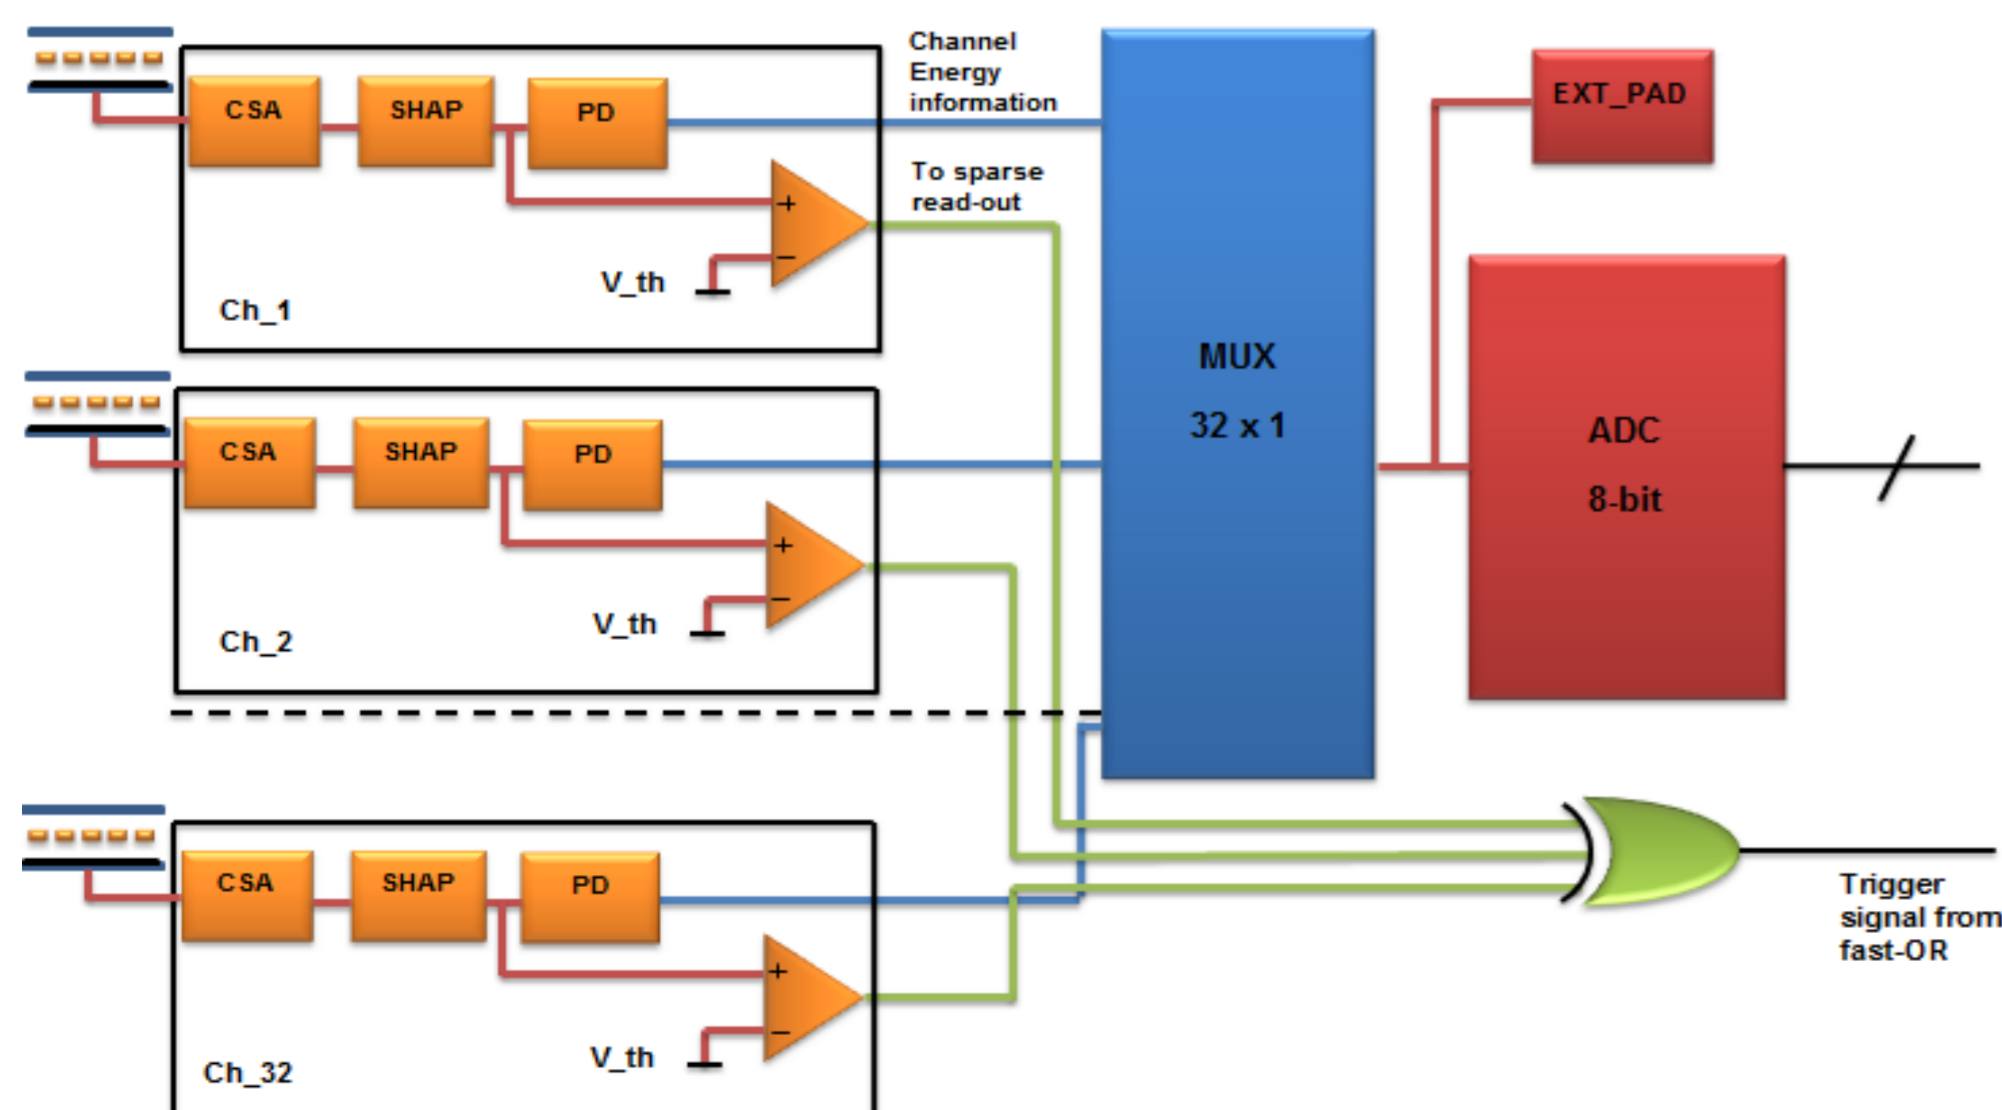 Channel
Energy
information
CSA
SHAP
PD
EXT_PAD
To sparse
read-out
+
−
V_th
Ch_1
MUX
32 x 1
ADC
8-bit
CSA
SHAP
PD
+
−
V_th
Ch_2
CSA
SHAP
PD
+
−
V_th
Ch_32
Trigger
signal from
fast-OR